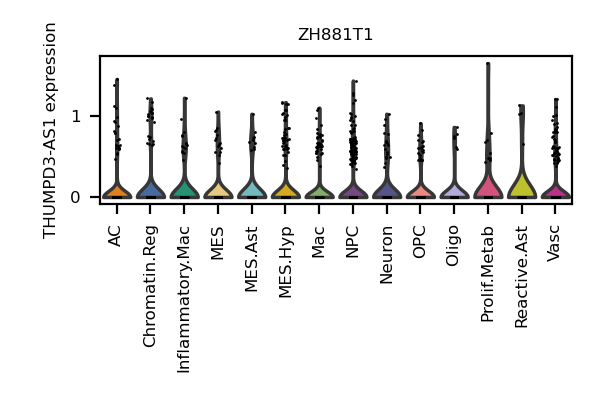 ZH881T1
THUMPD3-AS1 expression
1
0
AC
Chromatin.Reg
Inflammatory.Mac
MES
MES.Ast
MES.Hyp
Mac
NPC
Neuron
OPC
Oligo
Prolif.Metab
Reactive.Ast
Vasc